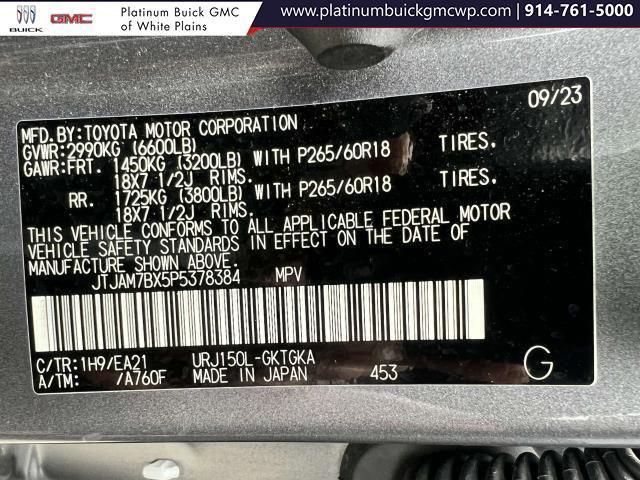 BUICK GMC Platinum Buick GMC of White Plains www.platinumbuickgmcwp.com | 914-761-5000
09/23
MFD.BY:TOYOTA MOTOR CORPORATION
GVWR:2990KG (6600LB)
GAWR:FRT. 1450KG (3200LB) WITH P265/60R18 TIRES.
18X7 1/2J RIMS.
RR. 1725KG (3800LB) WITH P265/60R18 TIRES.
18X7 1/2J RIMS.
THIS VEHICLE CONFORMS TO ALL APPLICABLE FEDERAL MOTOR
VEHICLE SAFETY STANDARDS IN EFFECT ON THE DATE OF
MANUFACTURE SHOWN ABOVE.
JTJAM7BX5P5378384 MPV
C/TR:1H9/EA21 URJ150L-GKTGKA
A/TM: /A760F MADE IN JAPAN 453 G